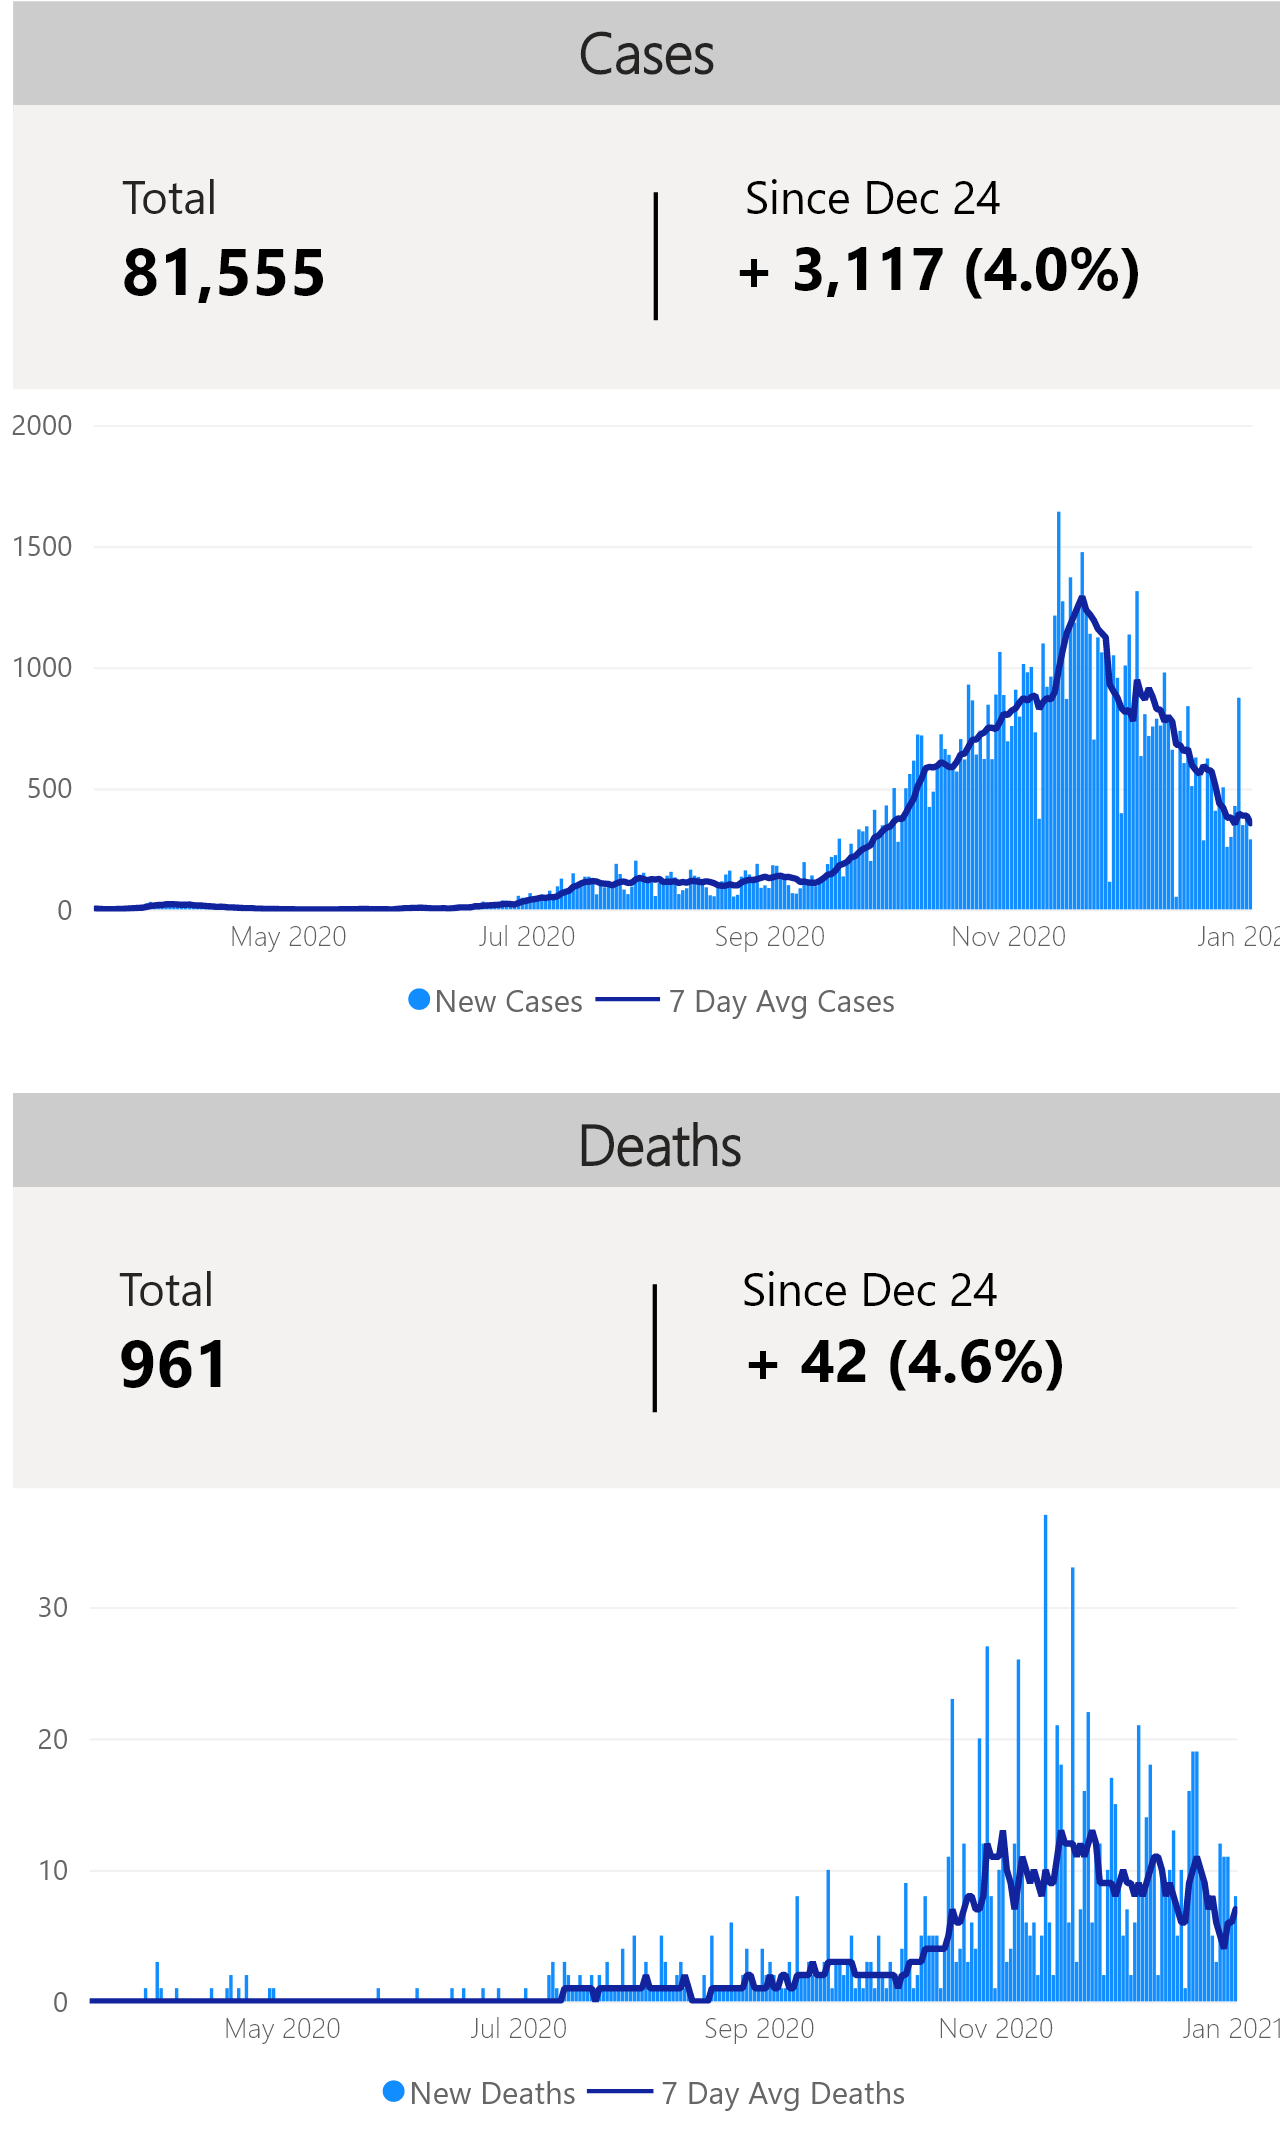 Cases
Total
Since Dec 24
81,555
+ 3,117 (4.0%)
2000
1500
1000
500
0
May 2020 Jul 2020 Sep 2020 Nov 2020 Jan 202
New Cases 7 Day Avg Cases
Deaths
Total
Since Dec 24
961
+ 42 (4.6%)
30
20
10
0
May 2020 Jul 2020 Sep 2020 Nov 2020 Jan 2021
New Deaths 7 Day Avg Deaths